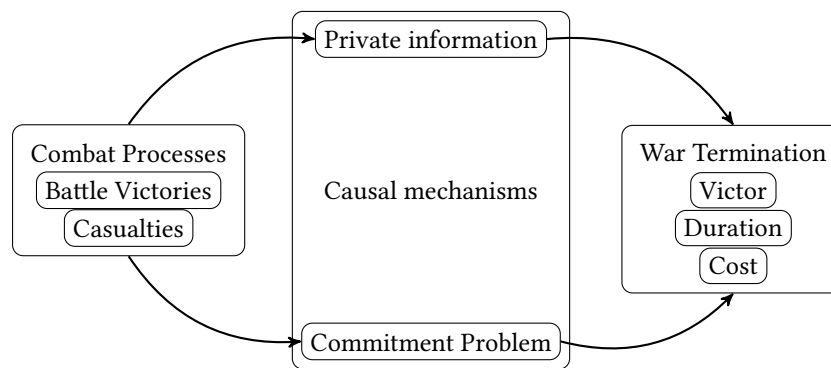 Private information
Combat Processes
Battle Victories
Casualties
Causal mechanisms
War Termination
Victor
Duration
Cost
Commitment Problem